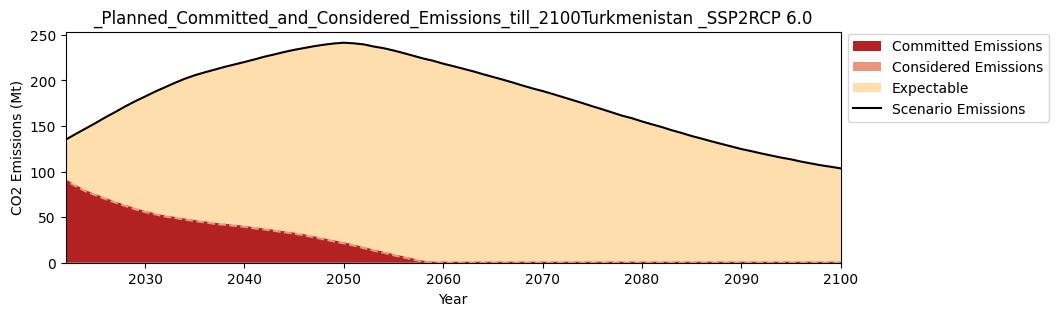 _Planned_Committed_and_Considered_Emissions_till_2100Turkmenistan _SSP2RCP 6.0
CO2 Emissions (Mt)
250
200
150
100
50
0
2030 2040 2050 2060 2070 2080 2090 2100
Year
Committed Emissions
Considered Emissions
Expectable
Scenario Emissions